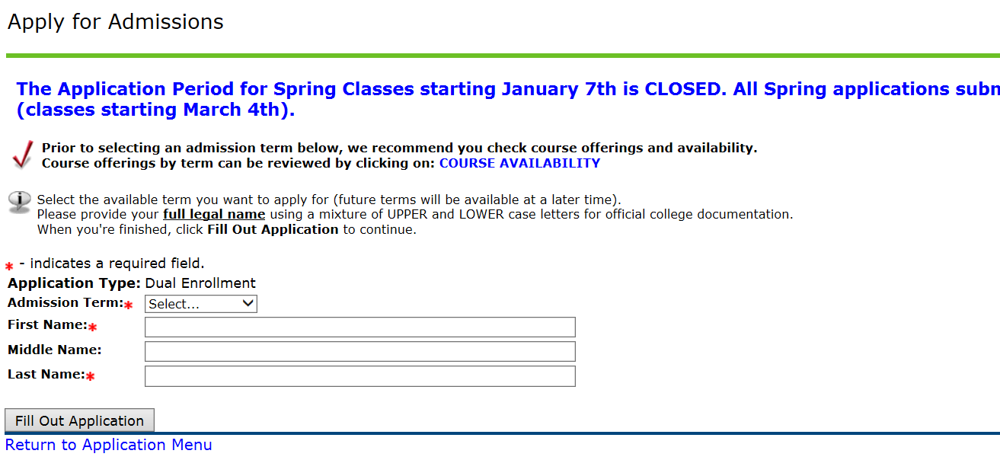 Apply for Admissions
The Application Period for Spring Classes starting January 7th is CLOSED. All Spring applications
(classes starting March 4th).
Prior to selecting an admission term below, we recommend you check course offerings and availability.
Course offerings by term can be reviewed by clicking on: COURSE AVAILABILITY
Select the available term you want to apply for (future terms will be available at a later time).
Please provide your full legal name using a mixture of UPPER and LOWER case letters for official college documentation.
When you're finished, click Fill Out Application to continue.
* - indicates a required field.
Application Type: Dual Enrollment
Admission Term:* Select...
First Name:*
Middle Name:
Last Name:*
Fill Out Application
Return to Application Menu